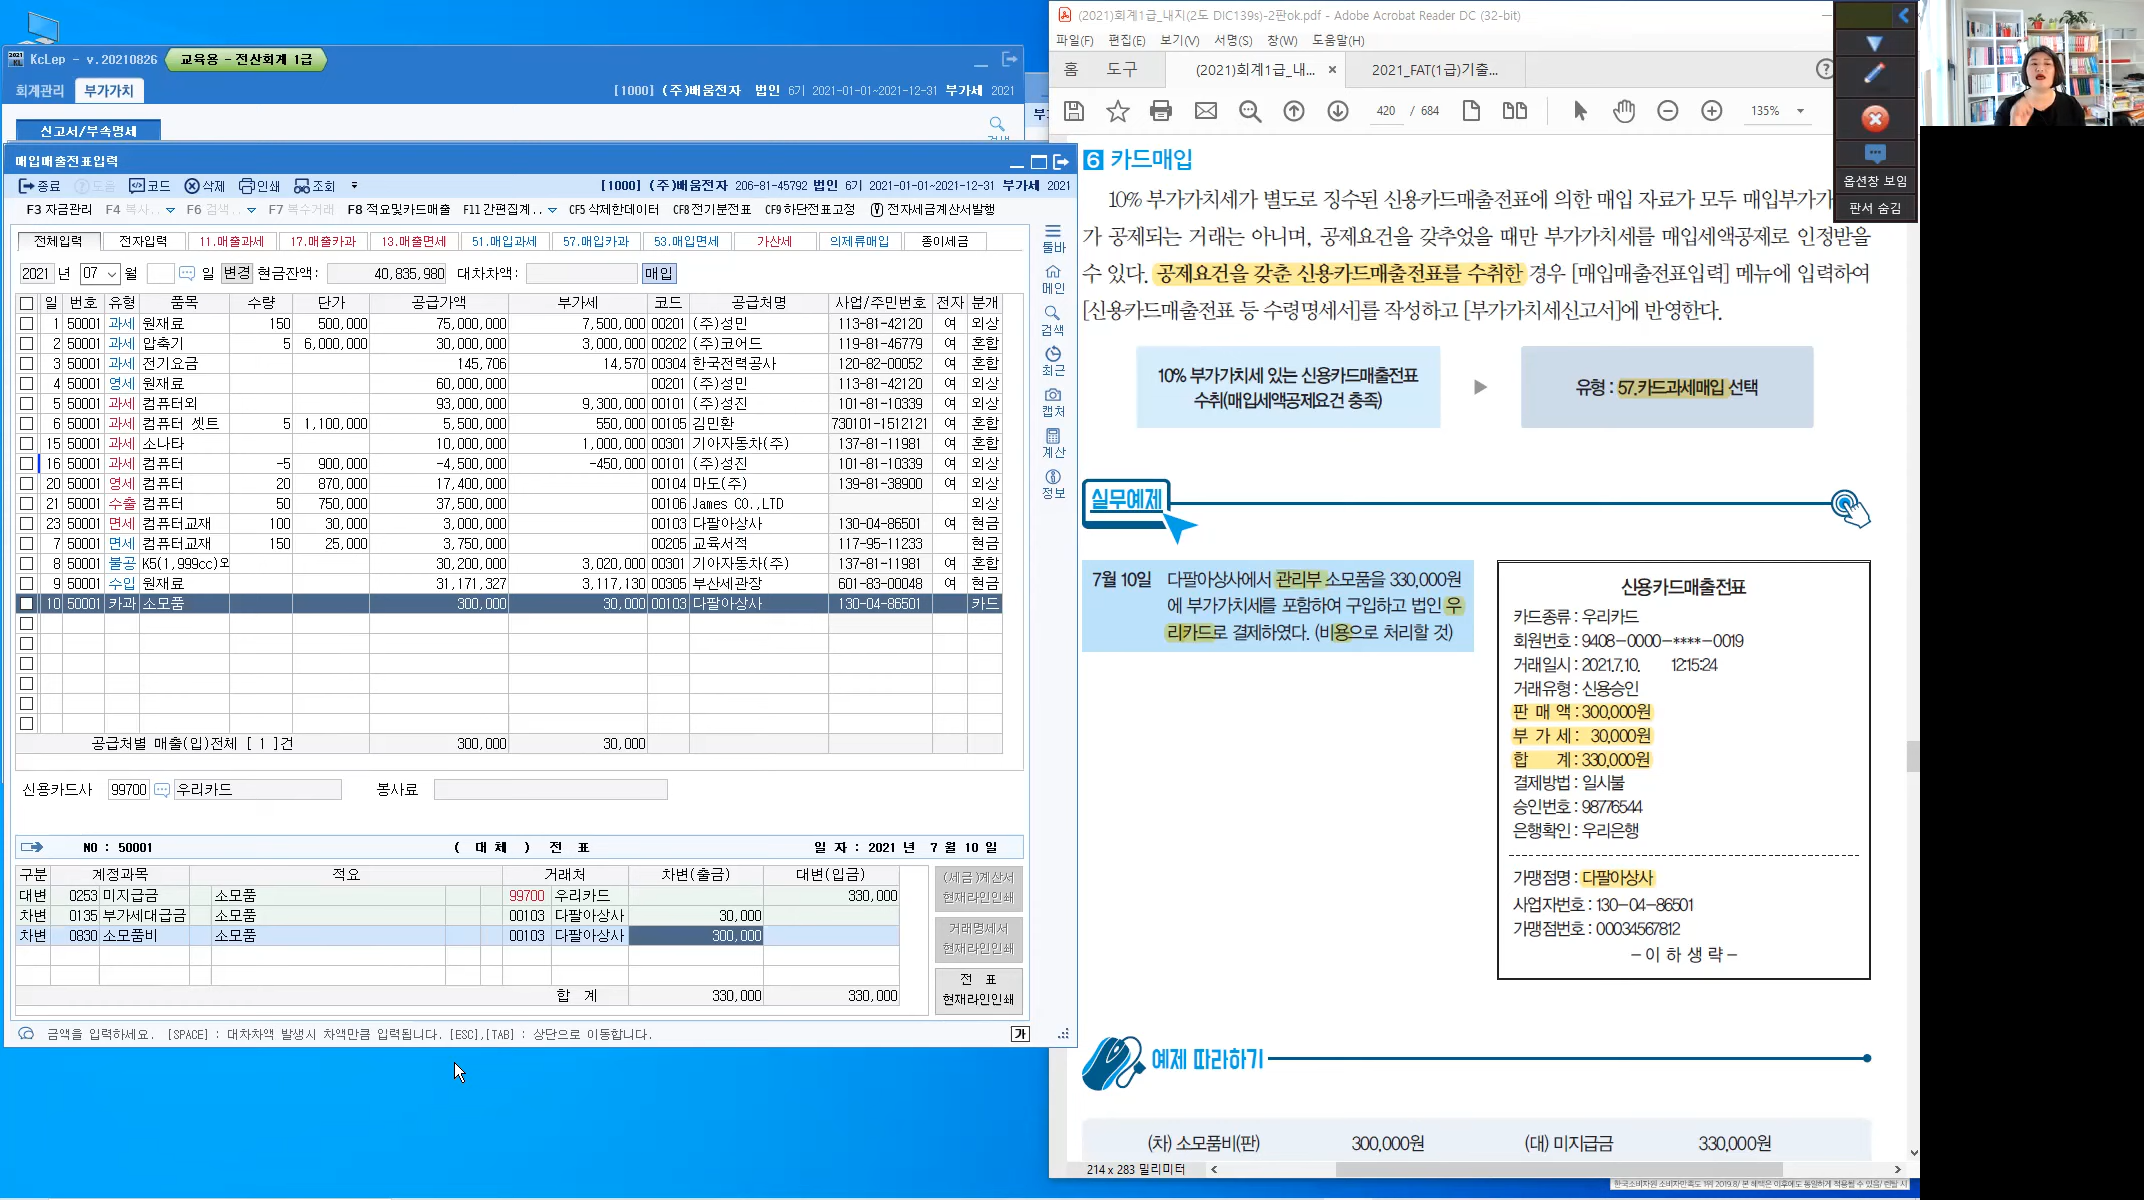 KcLep - v.20210826 교육용 - 전산회계 1급
회계관리 부가가치 [1000] (주)배움전자 법인 6기 2021-01-01~2021-12-31 부가세 2021
신고서/부속명세
매입매출전표입력
종료 도움 코드 삭제 인쇄 조회 [1000] (주)배움전자 206-81-45792 법인 6기 2021-01-01~2021-12-31 부가세 2021
F3 자금관리 F4 복사.. F6 검색.. F7 복수거래 F8 적요및카드매출 F11 간편집계.. CF5 삭제한데이터 CF8 전기분전표 CF9 하단전표고정 전자세금계산서발행
전체입력 전자입력 11.매출과세 17.매출카과 13.매출면세 51.매입과세 57.매입카과 53.매입면세 가산세 의제류매입 종이세금
2021 년 07 월 일 변경 현금잔액: 40,835,980 대차차액: 매입
일 번호 유형 품목 수량 단가 공급가액 부가세 코드 공급처명 사업/주민번호 전자 분개
1 50001 과세 원재료 150 500,000 75,000,000 7,500,000 00201 (주)성민 113-81-42120 여 외상
2 50001 과세 압축기 5 6,000,000 30,000,000 3,000,000 00202 (주)코어드 119-81-46779 여 혼합
3 50001 과세 전기요금 145,706 14,570 00304 한국전력공사 120-82-00052 여 혼합
4 50001 영세 원재료 60,000,000 00201 (주)성민 113-81-42120 여 외상
5 50001 과세 컴퓨터외 93,000,000 9,300,000 00101 (주)성진 101-81-10339 여 외상
6 50001 과세 컴퓨터 셋트 5 1,100,000 5,500,000 550,000 00105 김민환 730101-1512121 여 혼합
15 50001 과세 소나타 10,000,000 1,000,000 00301 기아자동차(주) 137-81-11981 여 혼합
16 50001 과세 컴퓨터 -5 900,000 -4,500,000 -450,000 00101 (주)성진 101-81-10339 여 외상
20 50001 영세 컴퓨터 20 870,000 17,400,000 00104 마도(주) 139-81-38900 여 외상
21 50001 수출 컴퓨터 50 750,000 37,500,000 00106 James CO.,LTD 외상
23 50001 면세 컴퓨터교재 100 30,000 3,000,000 00103 다팔아상사 130-04-86501 여 현금
7 50001 면세 컴퓨터교재 150 25,000 3,750,000 00205 교육서적 117-95-11233 현금
8 50001 불공 K5(1,999cc)외 30,200,000 3,020,000 00301 기아자동차(주) 137-81-11981 여 혼합
9 50001 수입 원재료 31,171,327 3,117,130 00305 부산세관장 601-83-00048 여 현금
10 50001 카과 소모품 300,000 30,000 00103 다팔아상사 130-04-86501 카드
공급처별 매출(입)전체 [ 1 ]건 300,000 30,000
신용카드사 99700 우리카드 봉사료
NO : 50001 ( 대 체 ) 전 표 일 자 : 2021 년 7 월 10 일
구분 계정과목 적요 거래처 차변(출금) 대변(입금)
대변 0253 미지급금 소모품 99700 우리카드 330,000
차변 0135 부가세대급금 소모품 00103 다팔아상사 30,000
차변 0830 소모품비 소모품 00103 다팔아상사 300,000
합 계 330,000 330,000
(세금)계산서
현재라인인쇄
거래명세서
현재라인인쇄
전 표
현재라인인쇄
금액을 입력하세요. [SPACE] : 대차차액 발생시 차액만큼 입력됩니다. [ESC],[TAB] : 상단으로 이동합니다. 가
툴바
메인
검색
최근
캡처
계산
정보
(2021)회계1급_내지(2도 DIC139s)-2판ok.pdf - Adobe Acrobat Reader DC (32-bit)
파일(F) 편집(E) 보기(V) 서명(S) 창(W) 도움말(H)
홈 도구 (2021)회계1급_내... × 2021_FAT(1급)기출...
420 / 684 135%
옵션창 보임
판서 숨김
6 카드매입
10% 부가가치세가 별도로 징수된 신용카드매출전표에 의한 매입 자료가 모두 매입부가가
가 공제되는 거래는 아니며, 공제요건을 갖추었을 때만 부가가치세를 매입세액공제로 인정받을
수 있다. 공제요건을 갖춘 신용카드매출전표를 수취한 경우 [매입매출전표입력] 메뉴에 입력하여
[신용카드매출전표 등 수령명세서]를 작성하고 [부가가치세신고서]에 반영한다.
10% 부가가치세 있는 신용카드매출전표
수취(매입세액공제요건 충족)
유형 : 57.카드과세매입 선택
실무예제
7월 10일 다팔아상사에서 관리부 소모품을 330,000원
에 부가가치세를 포함하여 구입하고 법인 우
리카드로 결제하였다. (비용으로 처리할 것)
신용카드매출전표
카드종류 : 우리카드
회원번호 : 9408-0000-****-0019
거래일시 : 2021.7.10. 12:15:24
거래유형 : 신용승인
판 매 액 : 300,000원
부 가 세 : 30,000원
합 계 : 330,000원
결제방법 : 일시불
승인번호 : 98776544
은행확인 : 우리은행
가맹점명 : 다팔아상사
사업자번호 : 130-04-86501
가맹점번호 : 00034567812
- 이 하 생 략 -
예제 따라하기
(차) 소모품비(판) 300,000원 (대) 미지급금 330,000원
214 x 283 밀리미터